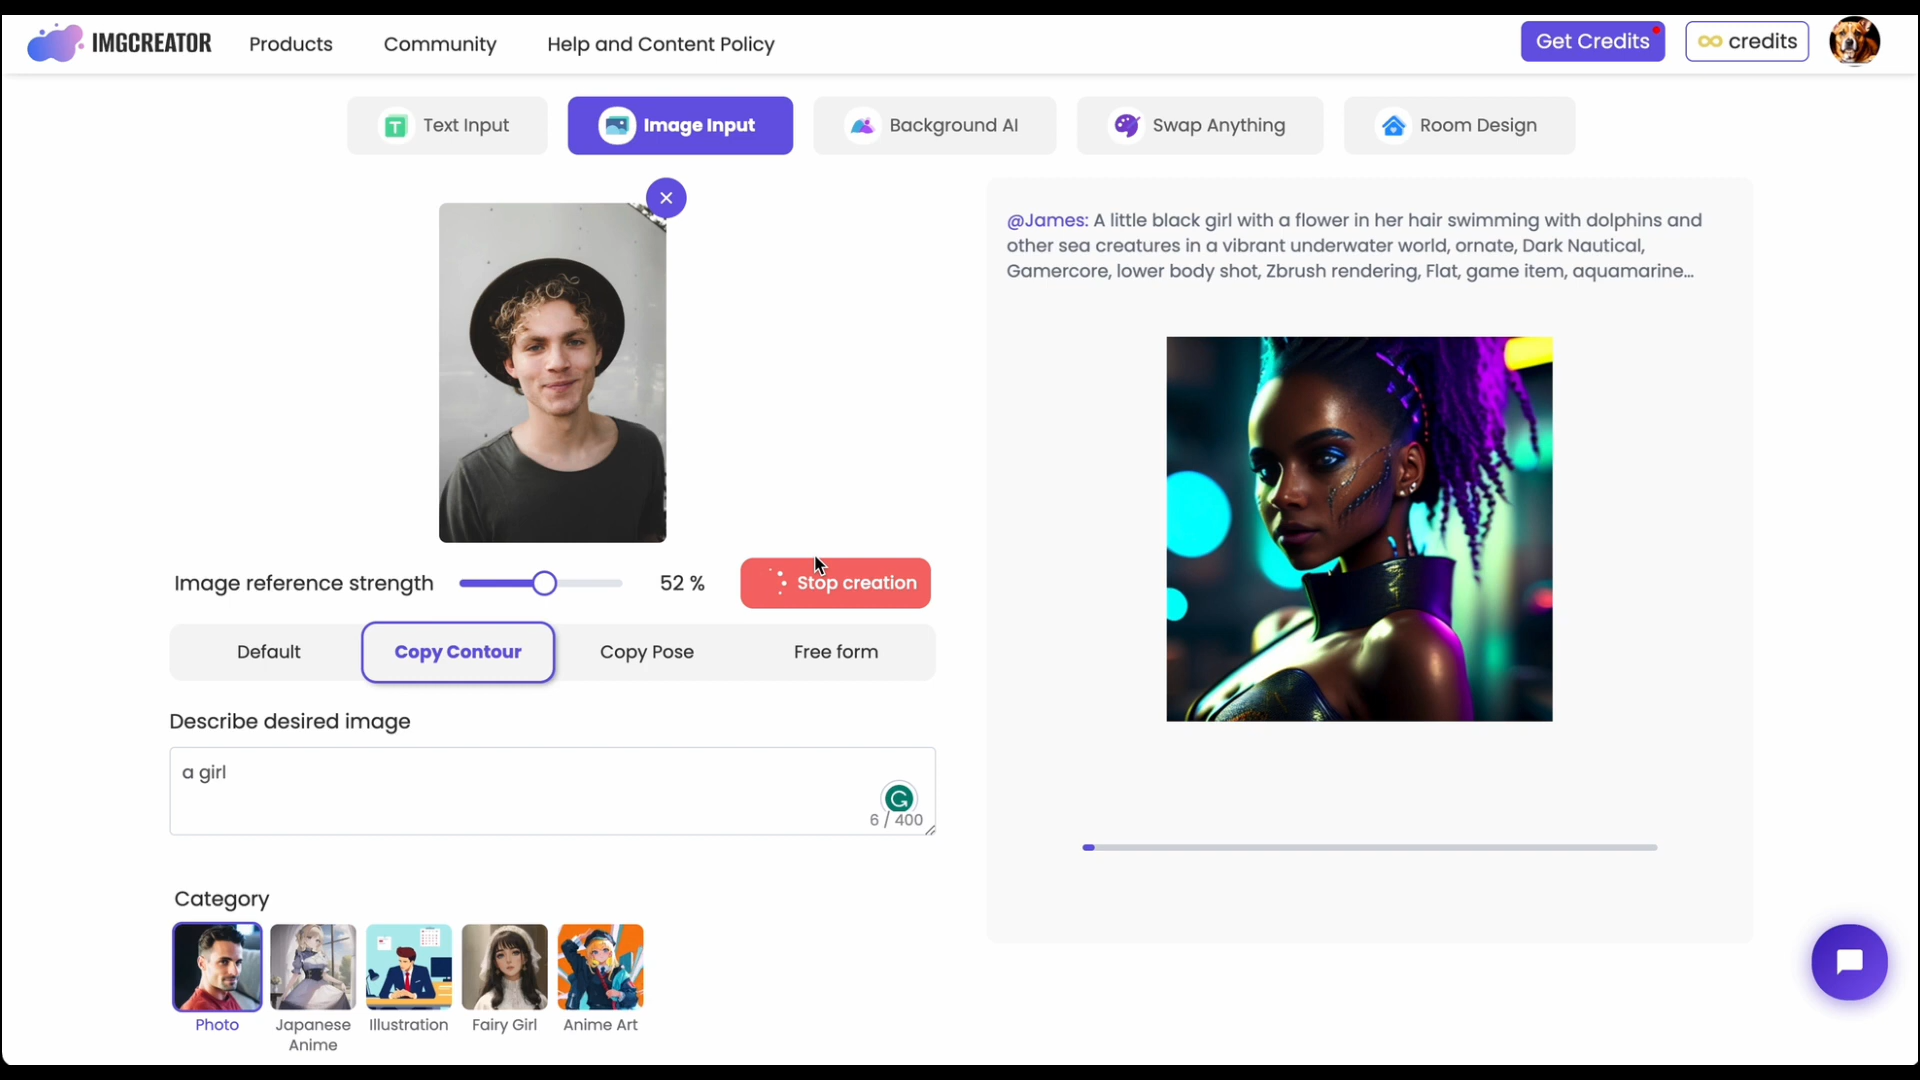 IMGCREATOR
Products
Community
Help and Content Policy
Get Credits
credits
T
Text Input
Image Input
Background AI
Swap Anything
Room Design
@James: A little black girl with a flower in her hair swimming with dolphins and
other sea creatures in a vibrant underwater world, ornate, Dark Nautical,
Gamercore, lower body shot, Zbrush rendering, Flat, game item, aquamarine...
Image reference strength
52 %
Stop creation
Default
Copy Contour
Copy Pose
Free form
Describe desired image
a girl
6 / 400
Category
Photo
Japanese
Anime
Illustration
Fairy Girl
Anime Art